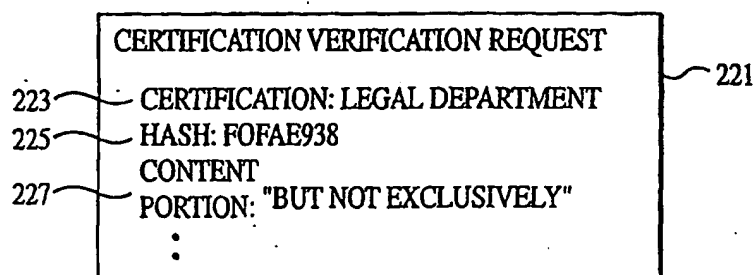 CERTIFICATION VERIFICATION REQUEST
221
223 CERTIFICATION: LEGAL DEPARTMENT
225 HASH: FOFAE938
CONTENT
227 PORTION: "BUT NOT EXCLUSIVELY"